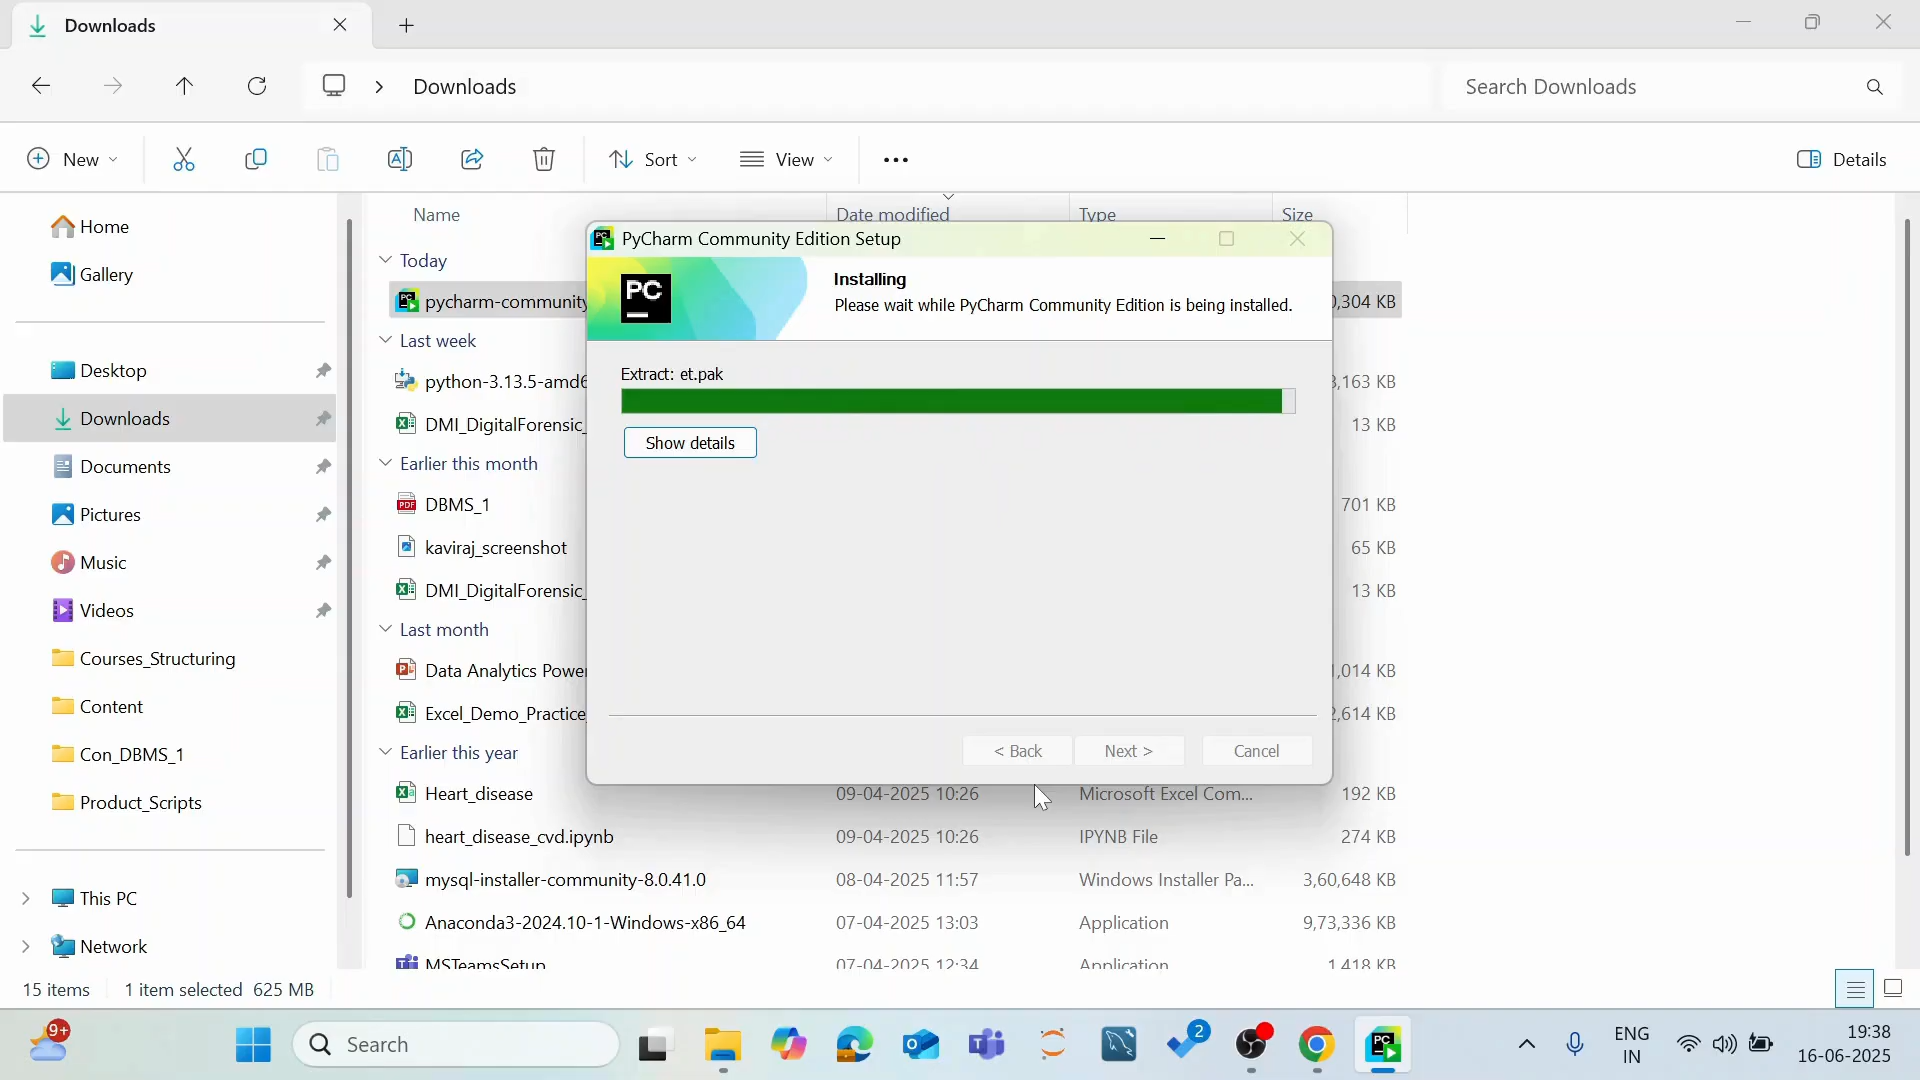 Downloads
Downloads
Search Downloads
New
Sort
View
Details
Home
Gallery
Desktop
Downloads
Documents
Pictures
Music
Videos
Courses_Structuring
Content
Con_DBMS_1
Product_Scripts
This PC
Network
Name
Date modified
Type
Size
Today
pycharm-community
0,304 KB
Last week
python-3.13.5-amd6
3,163 KB
DMI_DigitalForensic_
13 KB
Earlier this month
DBMS_1
701 KB
kaviraj_screenshot
65 KB
DMI_DigitalForensic_
13 KB
Last month
Data Analytics Power
1,014 KB
Excel_Demo_Practice
2,614 KB
Earlier this year
Heart_disease 09-04-2025 10:26 Microsoft Excel Com... 192 KB
heart_disease_cvd.ipynb 09-04-2025 10:26 IPYNB File 274 KB
mysql-installer-community-8.0.41.0 08-04-2025 11:57 Windows Installer Pa... 3,60,648 KB
Anaconda3-2024.10-1-Windows-x86_64 07-04-2025 13:03 Application 9,73,336 KB
MSTeamsSetup 07-04-2025 12:34 Application 1,418 KB
PC
PyCharm Community Edition Setup
PC
Installing
Please wait while PyCharm Community Edition is being installed.
Extract: et.pak
Show details
< Back
Next >
Cancel
15 items
1 item selected 625 MB
9+
Search
2
PC
ENG
IN
19:38
16-06-2025